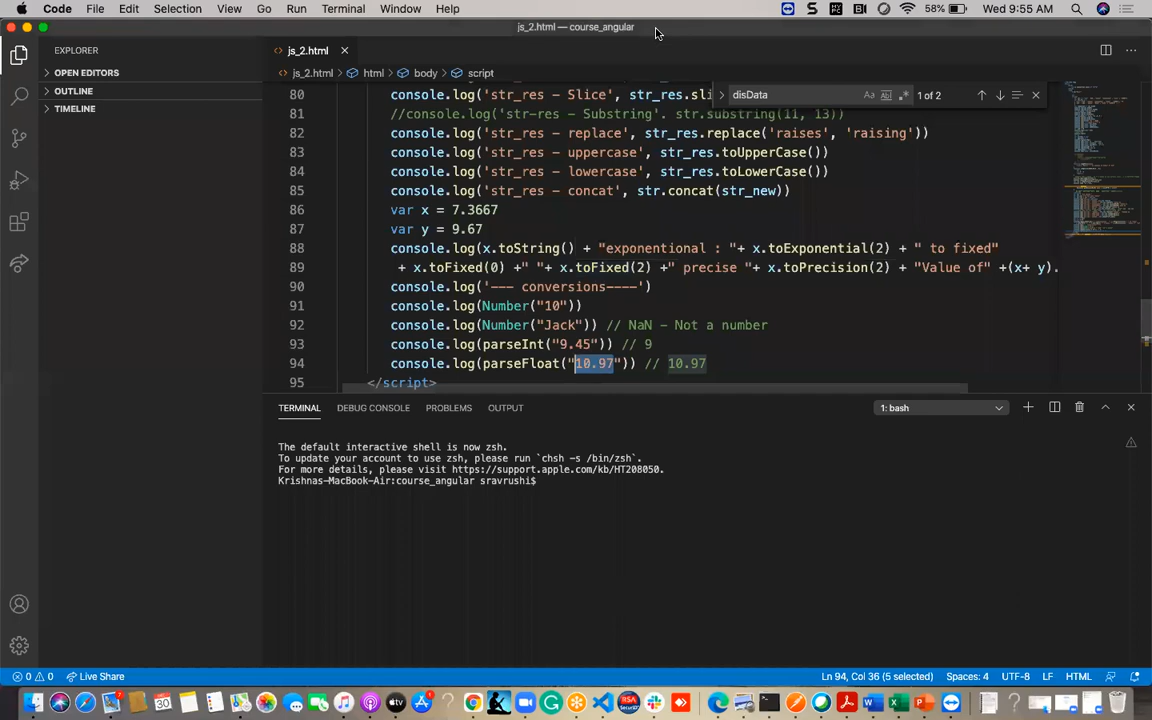 Code File Edit Selection View Go Run Terminal Window Help 58% Wed 9:55 AM
js_2.html — course_angular
EXPLORER
js_2.html
OPEN EDITORS
OUTLINE
TIMELINE
js_2.html > html > body > script
disData
Aa
1 of 2
80 console.log('str_res - Slice', str_res.sli
81 //console.log('str-res - Substring'. str.substring(11, 13))
82 console.log('str_res - replace', str_res.replace('raises', 'raising'))
83 console.log('str_res - uppercase', str_res.toUpperCase())
84 console.log('str_res - lowercase', str_res.toLowerCase())
85 console.log('str_res - concat', str.concat(str_new))
86 var x = 7.3667
87 var y = 9.67
88 console.log(x.toString() + "exponentional : "+ x.toExponential(2) + " to fixed"
89 + x.toFixed(0) +" "+ x.toFixed(2) +" precise "+ x.toPrecision(2) + "Value of" +(x+ y).
90 console.log('--- conversions----')
91 console.log(Number("10"))
92 console.log(Number("Jack")) // NaN - Not a number
93 console.log(parseInt("9.45")) // 9
94 console.log(parseFloat("10.97")) // 10.97
95 </script>
TERMINAL DEBUG CONSOLE PROBLEMS OUTPUT 1: bash
The default interactive shell is now zsh.
To update your account to use zsh, please run `chsh -s /bin/zsh`.
For more details, please visit https://support.apple.com/kb/HT208050.
Krishnas-MacBook-Air:course_angular sravrushi$
0 0 Live Share Ln 94, Col 36 (5 selected) Spaces: 4 UTF-8 LF HTML